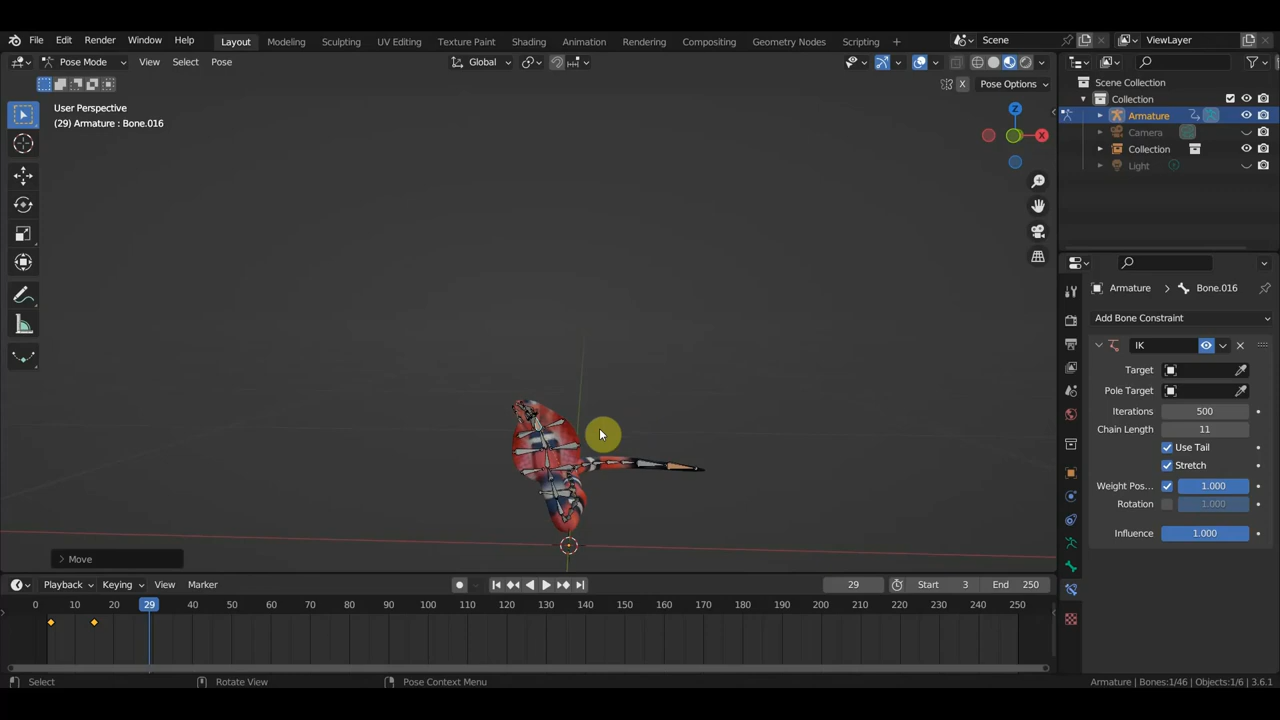 File Edit Render Window Help Layout Modeling Sculpting UV Editing Texture Paint Shading Animation Rendering Compositing Geometry Nodes Scripting + Scene ViewLayer
Pose Mode View Select Pose Global
X Pose Options
User Perspective
(29) Armature : Bone.016
Z
X
Move
Scene Collection
Collection
Armature
Camera
Collection
Light
Armature > Bone.016
Add Bone Constraint
IK
Target
Pole Target
Iterations 500
Chain Length 11
Use Tail
Stretch
Weight Pos... 1.000
Rotation 1.000
Influence 1.000
Playback Keying View Marker 29 Start 3 End 250
0 10 20 29 40 50 60 70 80 90 100 110 120 130 140 150 160 170 180 190 200 210 220 230 240 250
Select Rotate View Pose Context Menu Armature | Bones:1/46 | Objects:1/6 | 3.6.1